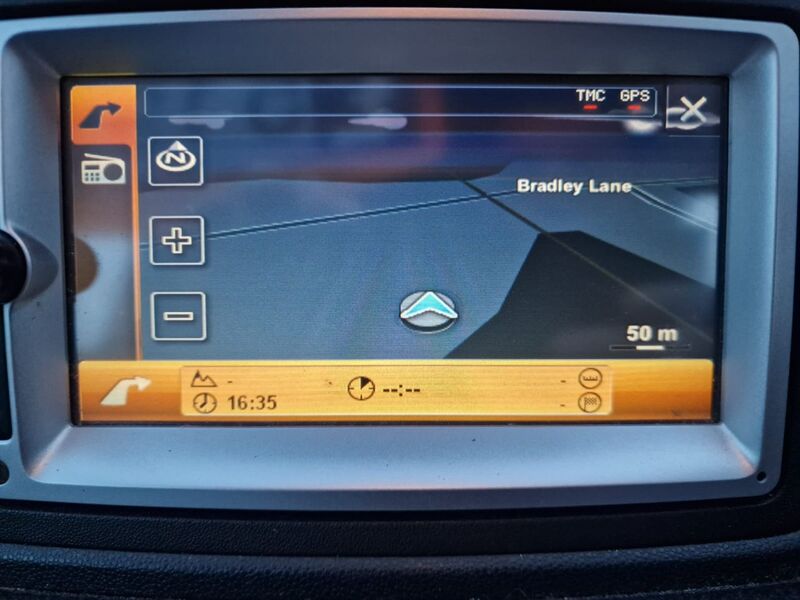 TMC GPS
N
Bradley Lane
50 m
-
16:35
--:--
-
-